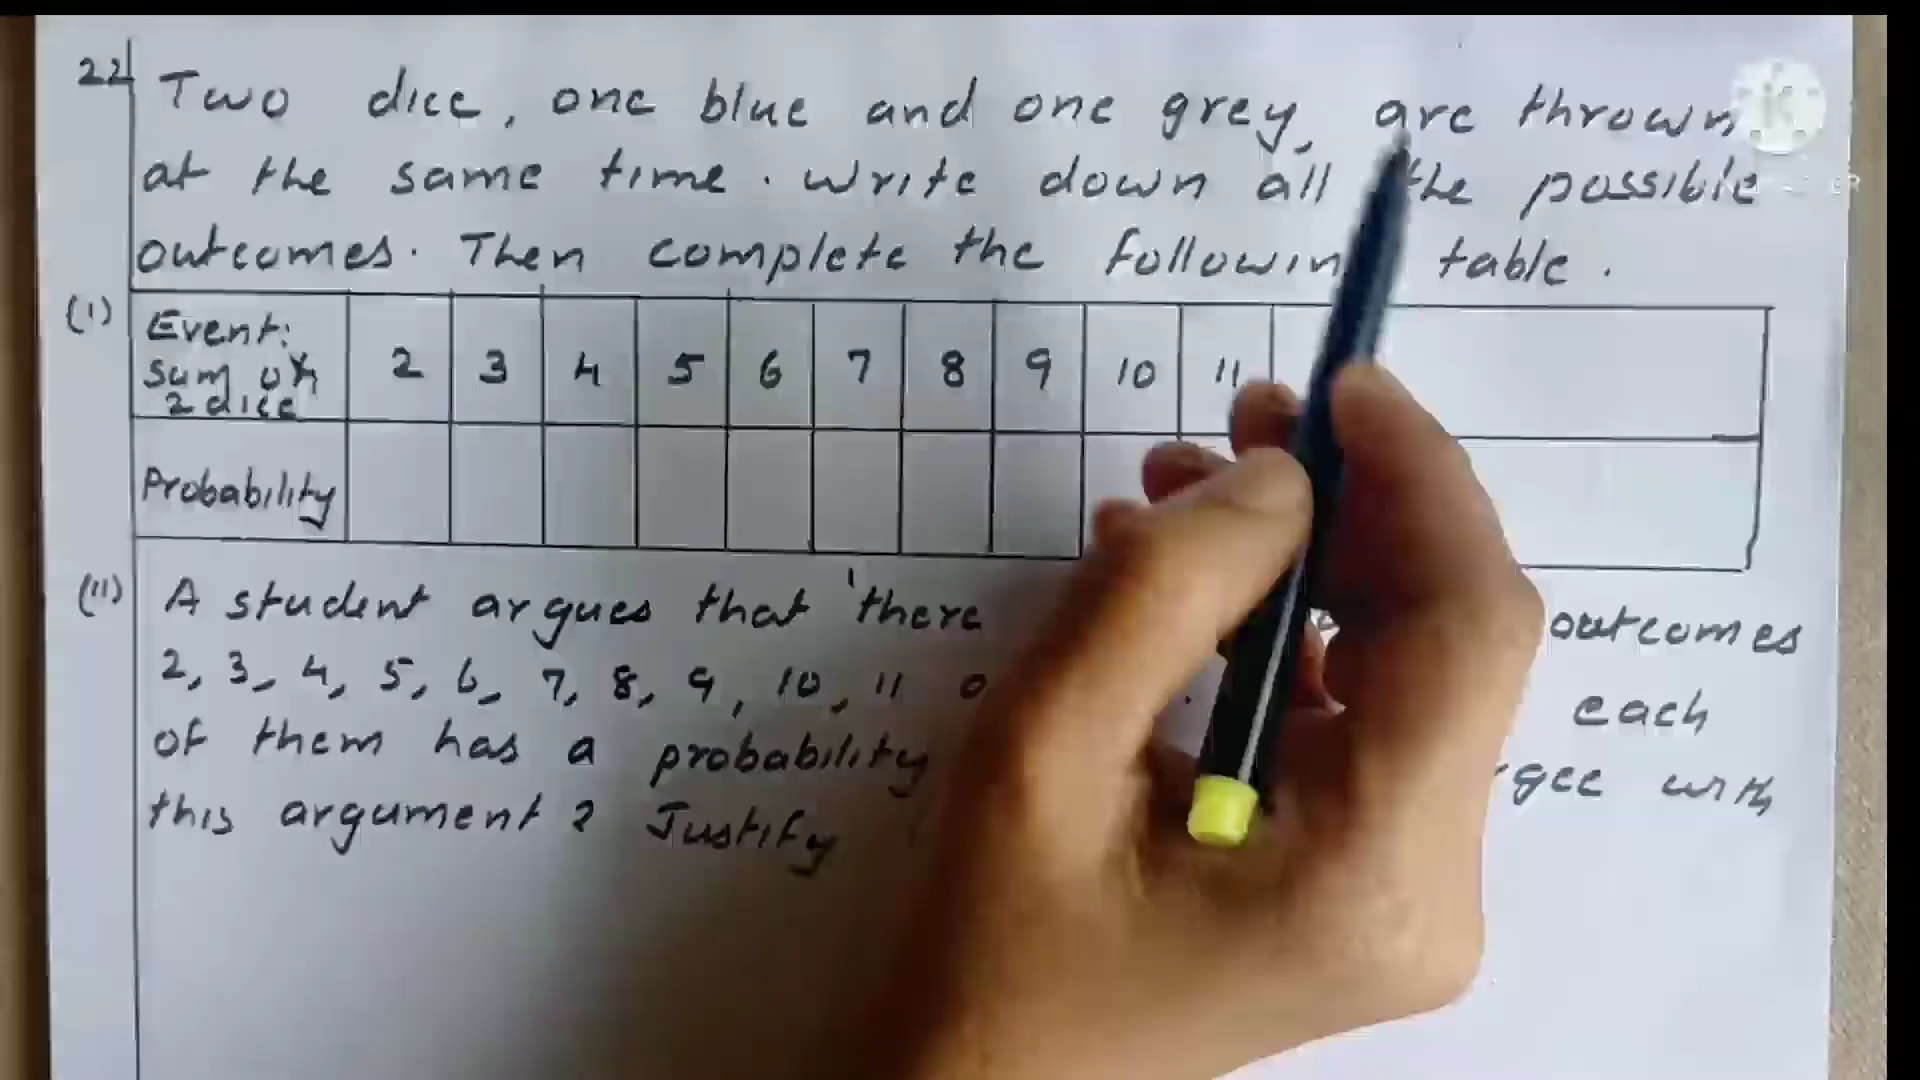 22 Two dice, one blue and one grey, are thrown
at the same time. Write down all the possible
outcomes. Then complete the followin table.
(i) Event: sum of 2 dice 2 3 4 5 6 7 8 9 10 11
Probability
(ii) A student argues that 'there outcomes
2, 3, 4, 5, 6, 7, 8, 9, 10, 11 each
of them has a probability with
this argument? Justify